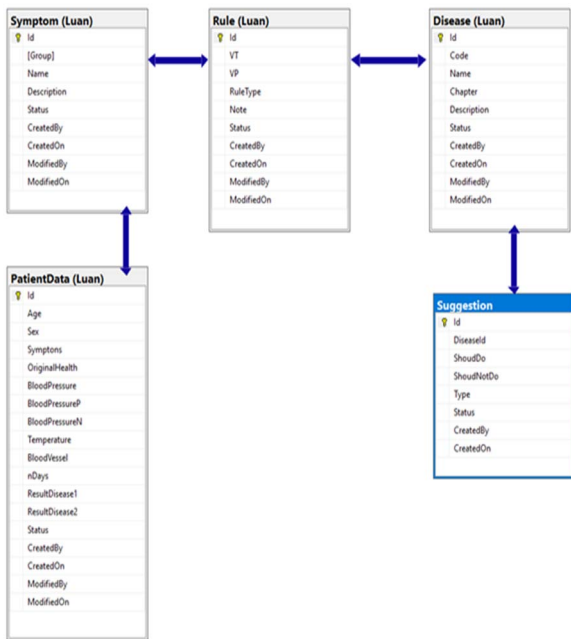 Symptom (Luan)
Id
[Group]
Name
Description
Status
CreatedBy
CreatedOn
ModifiedBy
ModifiedOn
Rule (Luan)
Id
VT
VP
RuleType
Note
Status
CreatedBy
CreatedOn
ModifiedBy
ModifiedOn
Disease (Luan)
Id
Code
Name
Chapter
Description
Status
CreatedBy
CreatedOn
ModifiedBy
ModifiedOn
PatientData (Luan)
Id
Age
Sex
Symptons
OriginalHealth
BloodPressure
BloodPressureP
BloodPressureN
Temperature
BloodVessel
nDays
ResultDisease1
ResultDisease2
Status
CreatedBy
CreatedOn
ModifiedBy
ModifiedOn
Suggestion
Id
DiseaseId
ShoudDo
ShoudNotDo
Type
Status
CreatedBy
CreatedOn